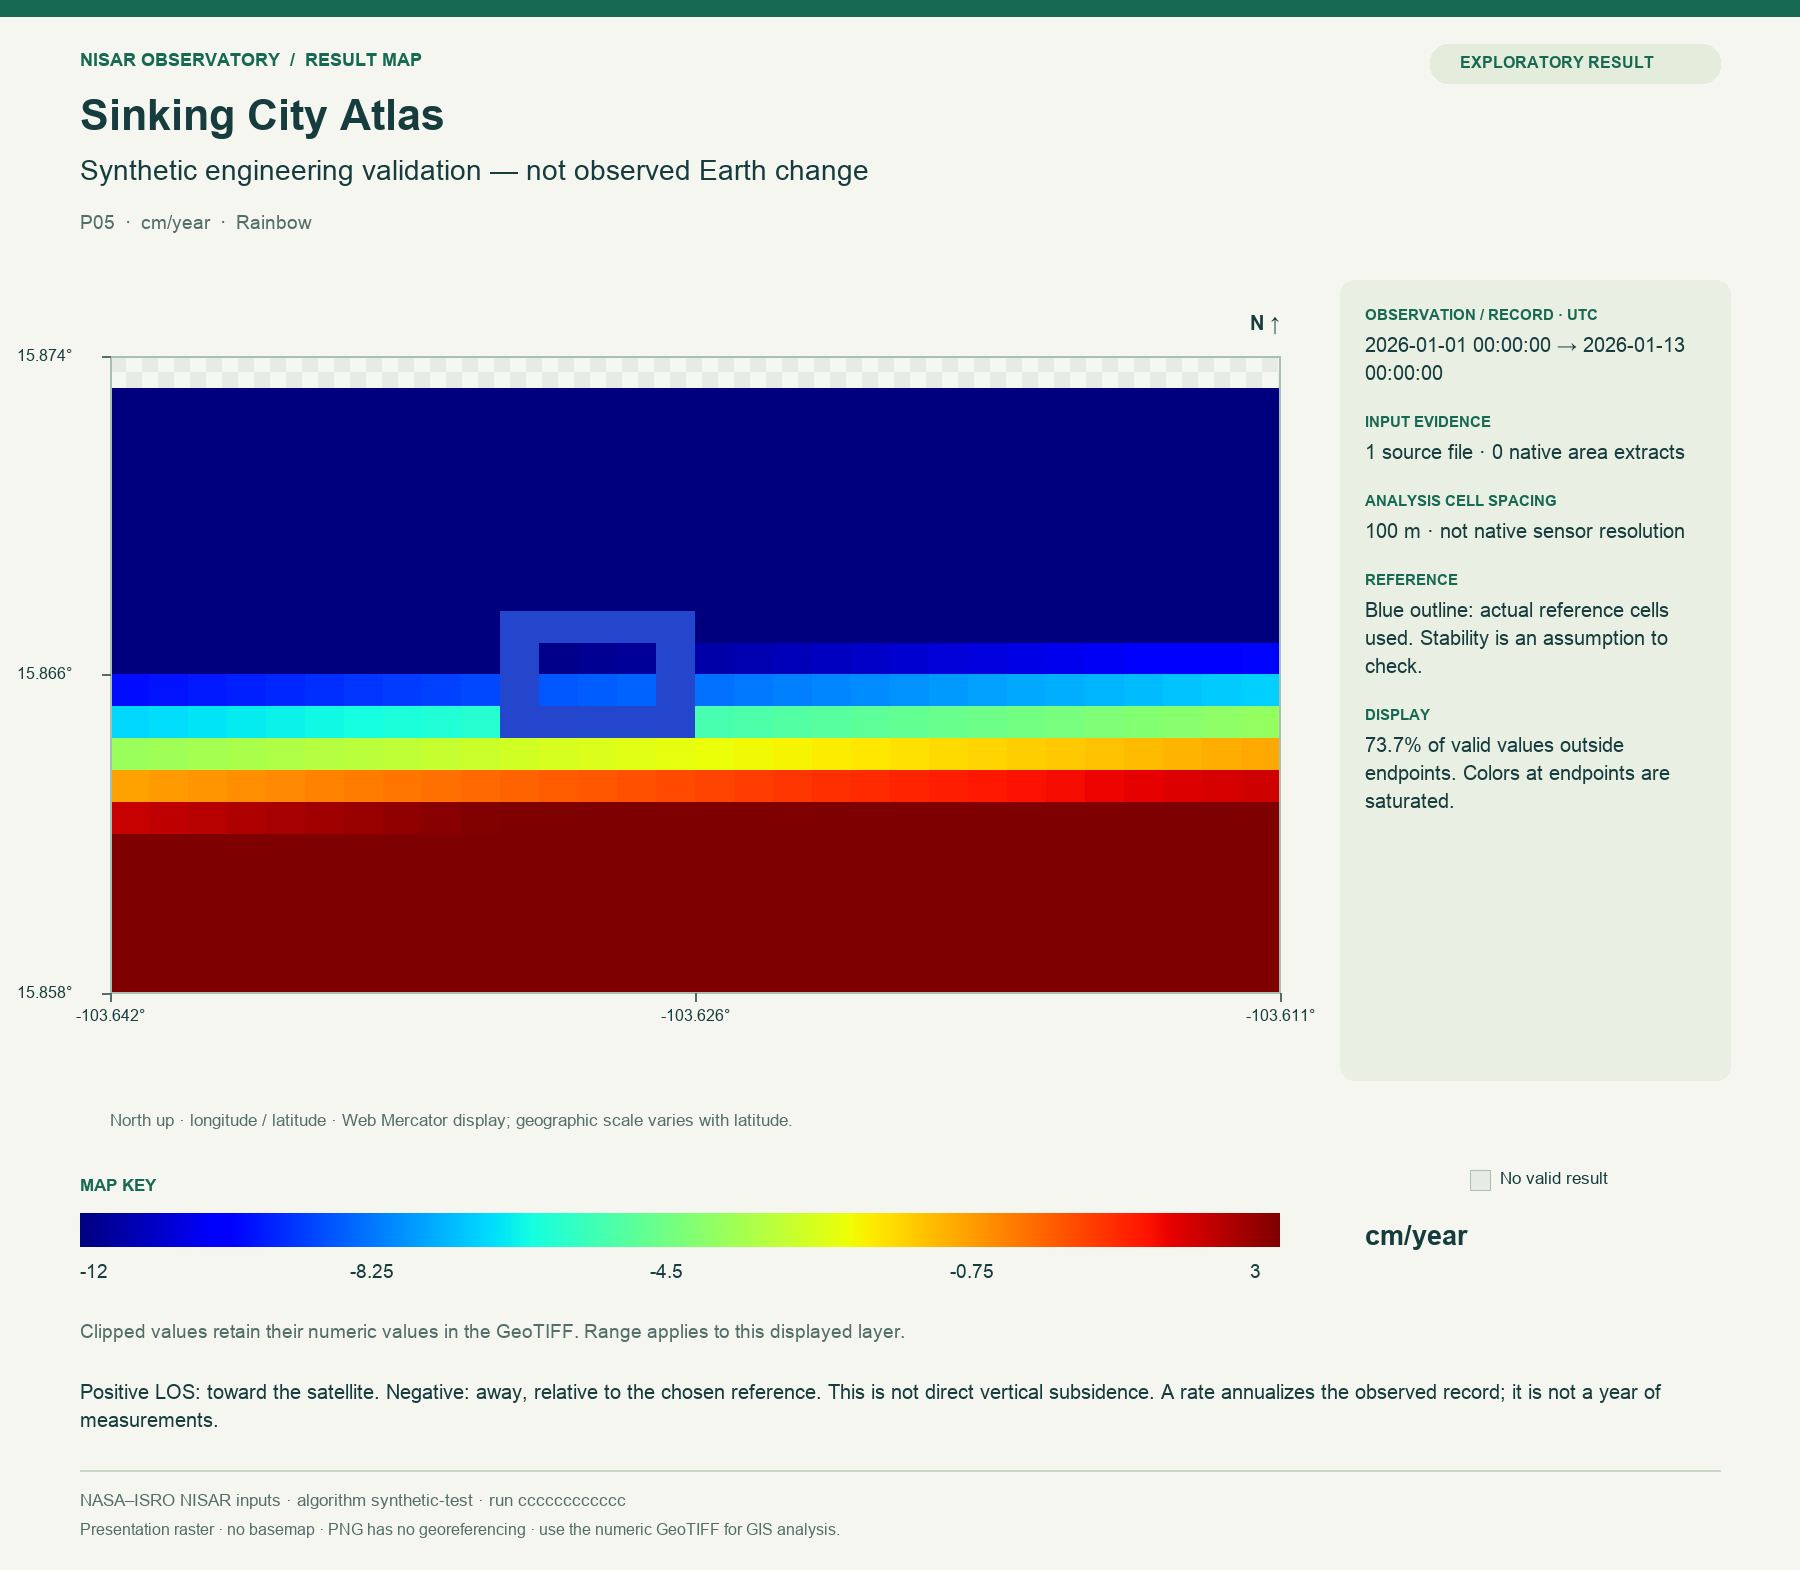 NISAR OBSERVATORY / RESULT MAP
EXPLORATORY RESULT
Sinking City Atlas
Synthetic engineering validation — not observed Earth change
P05 · cm/year · Rainbow
N ↑
15.874°
15.866°
15.858°
-103.642°
-103.626°
-103.611°
OBSERVATION / RECORD · UTC
2026-01-01 00:00:00 → 2026-01-13
00:00:00
INPUT EVIDENCE
1 source file · 0 native area extracts
ANALYSIS CELL SPACING
100 m · not native sensor resolution
REFERENCE
Blue outline: actual reference cells
used. Stability is an assumption to
check.
DISPLAY
73.7% of valid values outside
endpoints. Colors at endpoints are
saturated.
North up · longitude / latitude · Web Mercator display; geographic scale varies with latitude.
MAP KEY
No valid result
cm/year
-12
-8.25
-4.5
-0.75
3
Clipped values retain their numeric values in the GeoTIFF. Range applies to this displayed layer.
Positive LOS: toward the satellite. Negative: away, relative to the chosen reference. This is not direct vertical subsidence. A rate annualizes the observed record; it is not a year of
measurements.
NASA–ISRO NISAR inputs · algorithm synthetic-test · run cccccccccccc
Presentation raster · no basemap · PNG has no georeferencing · use the numeric GeoTIFF for GIS analysis.